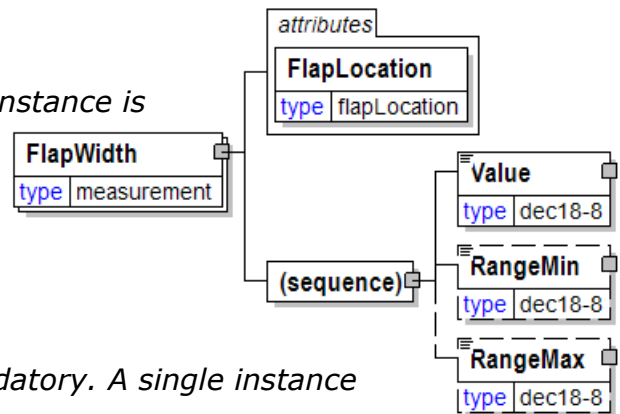 attributes
FlapLocation
type flapLocation
nstance is
FlapWidth
type measurement
Value
type dec18-8
(sequence)
RangeMin
type dec18-8
RangeMax
type dec18-8
datory. A single instance